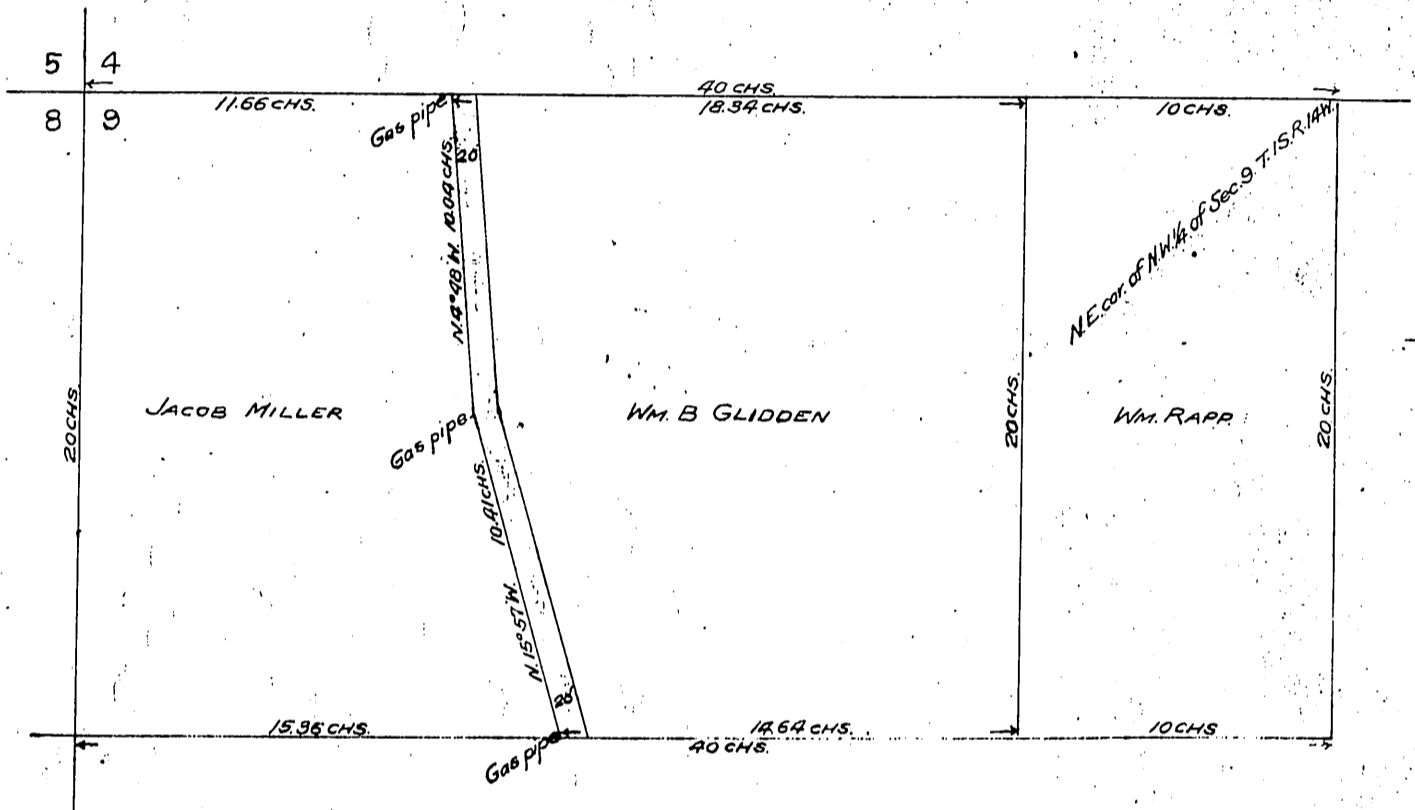 5 4
40 CHS.
11.66 CHS.
18.34 CHS.
10 CHS.
8 9
Gas pipe
20'
N.4°48'W. 10.04 CHS.
N.E. cor. of N.W.¼ of Sec. 9 T. 1S. R. 14W.
20 CHS.
JACOB MILLER
WM. B GLIDDEN
20 CHS.
WM. RAPP.
20 CHS.
Gas pipe
N.15°57'W. 10.41 CHS.
20'
15.36 CHS.
14.64 CHS.
10 CHS
40 CHS.
Gas pipe